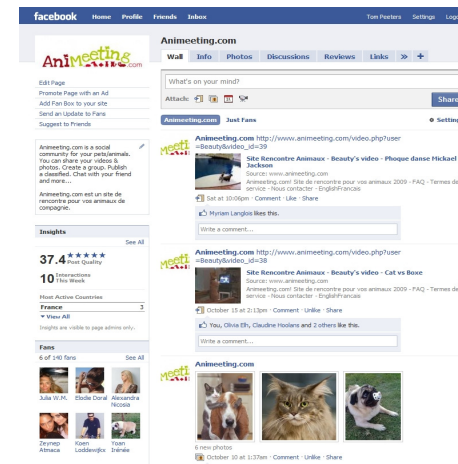 facebook Home Profile Friends Inbox Tom Peeters Settings
AniMeeting.com
Edit Page
Promote Page with an Ad
Add Fan Box to your site
Send an Update to Fans
Suggest to Friends
Animeeting.com is a social
community for your pets/animals.
You can share your videos &
photos. Create a group. Publish
a classified. Chat with your friend
and more...
Animeeting.com est un site de
rencontre pour vos animaux de
compagnie.
Insights
See All
37.4 ★★★★★
Post Quality
10 Interactions
This Week
Most Active Countries
France 3
▼ View All
Insights are visible to page admins only.
Fans
6 of 140 fans See All
Julia W.M. Elodie Doral Alexandra
Nicosia
Zeynep
Atmaca
Koen
Loddewijkx
Yoan
Irénée
Animeeting.com
Wall Info Photos Discussions Reviews Links » +
What's on your mind?
Attach: 31 Share
Animeeting.com Just Fans
Animeeting.com http://www.animeeting.com/video.php?user
=Beauty&video_id=39
Site Rencontre Animaux - Beauty's video - Phoque danse Mickael
Jackson
Source: www.animeeting.com
Animeeting.com! Site de rencontre pour vos animaux 2009 - FAQ - Termes de
service - Nous contacter - EnglishFrancais
Sat at 10:06pm · Comment · Like · Share
Myriam Langlois likes this.
Write a comment...
Animeeting.com http://www.animeeting.com/video.php?user
=Beauty&video_id=38
Site Rencontre Animaux - Beauty's video - Cat vs Boxe
Source: www.animeeting.com
Animeeting.com! Site de rencontre pour vos animaux 2009 - FAQ - Termes de
service - Nous contacter - EnglishFrancais
October 15 at 2:13pm · Comment · Unlike · Share
You, Olivia Elh, Claudine Hoolans and 2 others like this.
Write a comment...
Animeeting.com
6 new photos
October 10 at 1:37am · Comment · Unlike · Share